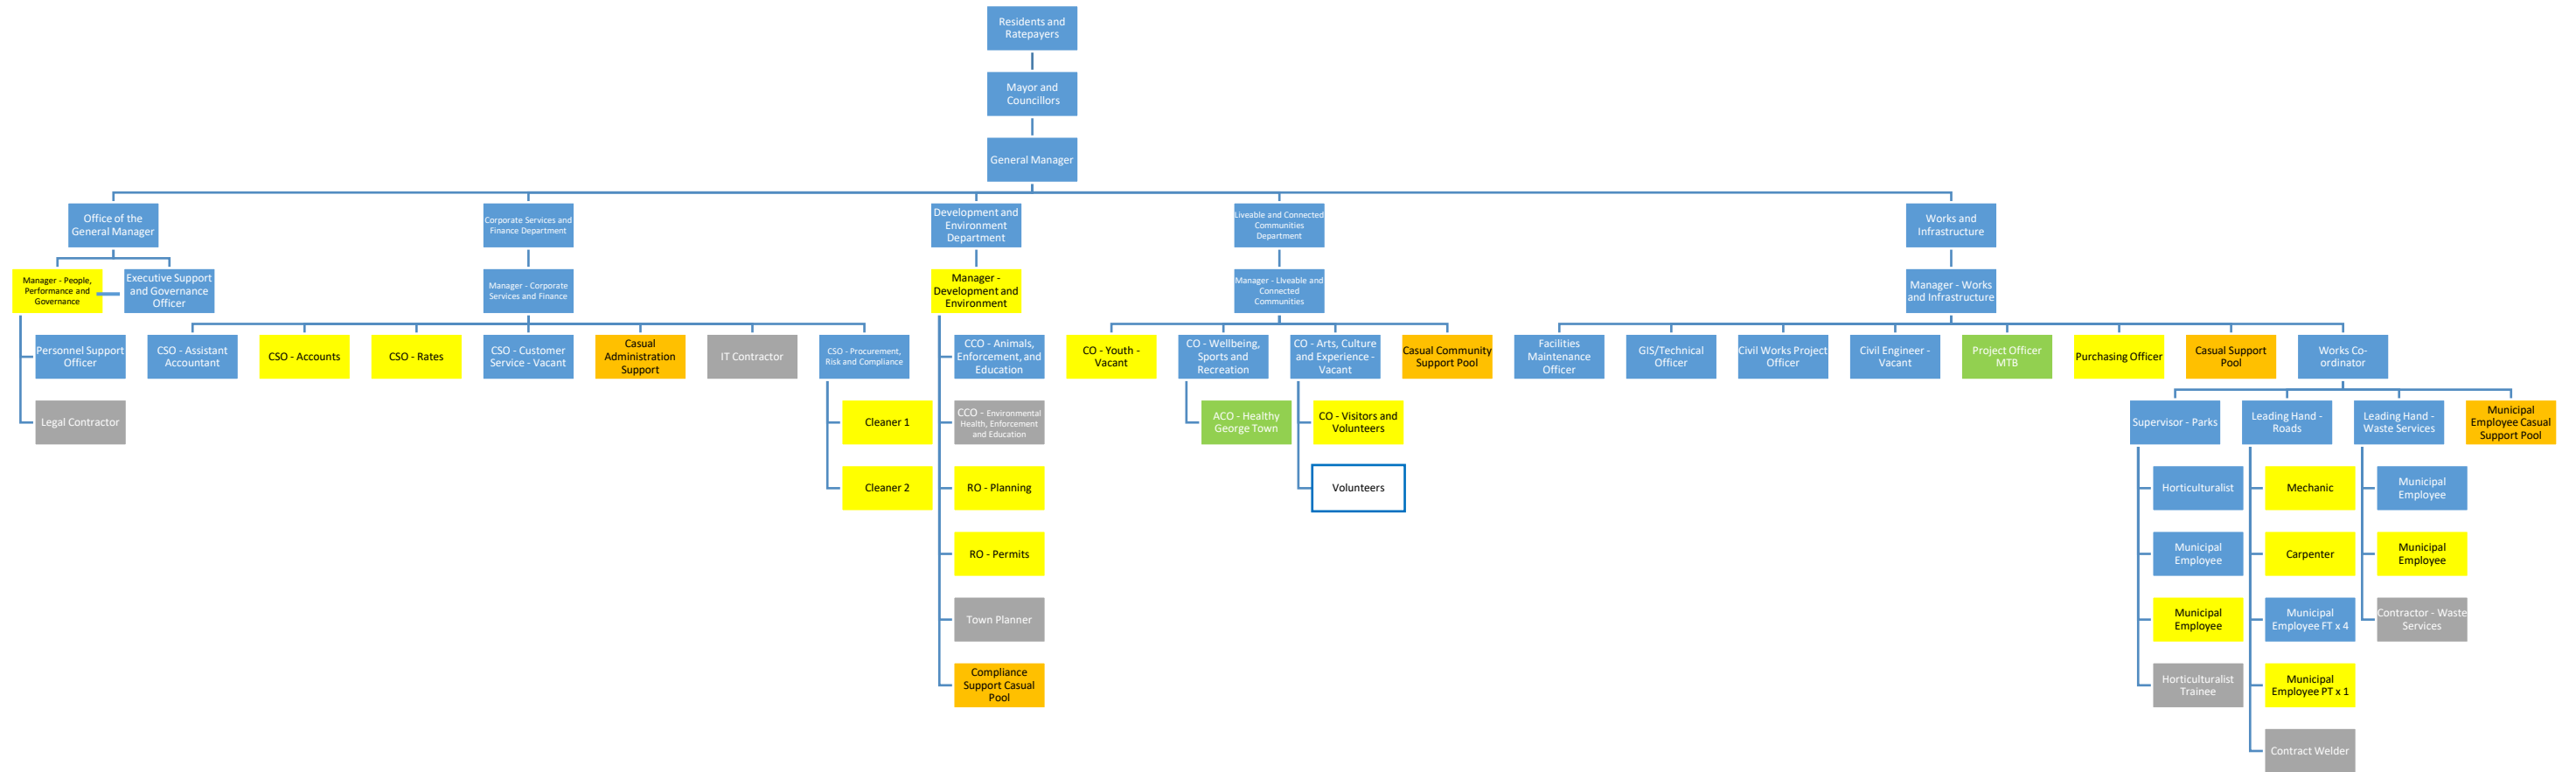 Residents and
Ratepayers
Mayor and
Councillors
General Manager
Office of the
General Manager
Corporate Services and
Finance Department
Development and
Environment
Department
Liveable and Connected
Communities
Department
Works and
Infrastructure
Manager - People,
Performance and
Governance
Executive Support
and Governance
Officer
Manager - Corporate
Services and Finance
Manager -
Development and
Environment
Manager - Liveable and
Connected
Communities
Manager - Works
and Infrastructure
Personnel Support
Officer
CSO - Assistant
Accountant
CSO - Accounts
CSO - Rates
CSO - Customer
Service - Vacant
Casual
Administration
Support
IT Contractor
CSO - Procurement,
Risk and Compliance
CCO - Animals,
Enforcement, and
Education
CO - Youth -
Vacant
CO - Wellbeing,
Sports and
Recreation
CO - Arts, Culture
and Experience -
Vacant
Casual Community
Support Pool
Facilities
Maintenance
Officer
GIS/Technical
Officer
Civil Works Project
Officer
Civil Engineer -
Vacant
Project Officer
MTB
Purchasing Officer
Casual Support
Pool
Works Co-
ordinator
Legal Contractor
Cleaner 1
CCO - Environmental
Health, Enforcement
and Education
ACO - Healthy
George Town
CO - Visitors and
Volunteers
Supervisor - Parks
Leading Hand -
Roads
Leading Hand -
Waste Services
Municipal
Employee Casual
Support Pool
Cleaner 2
RO - Planning
Volunteers
Horticulturalist
Mechanic
Municipal
Employee
RO - Permits
Municipal
Employee
Carpenter
Municipal
Employee
Town Planner
Municipal
Employee
Municipal
Employee FT x 4
Contractor - Waste
Services
Compliance
Support Casual
Pool
Horticulturalist
Trainee
Municipal
Employee PT x 1
Contract Welder